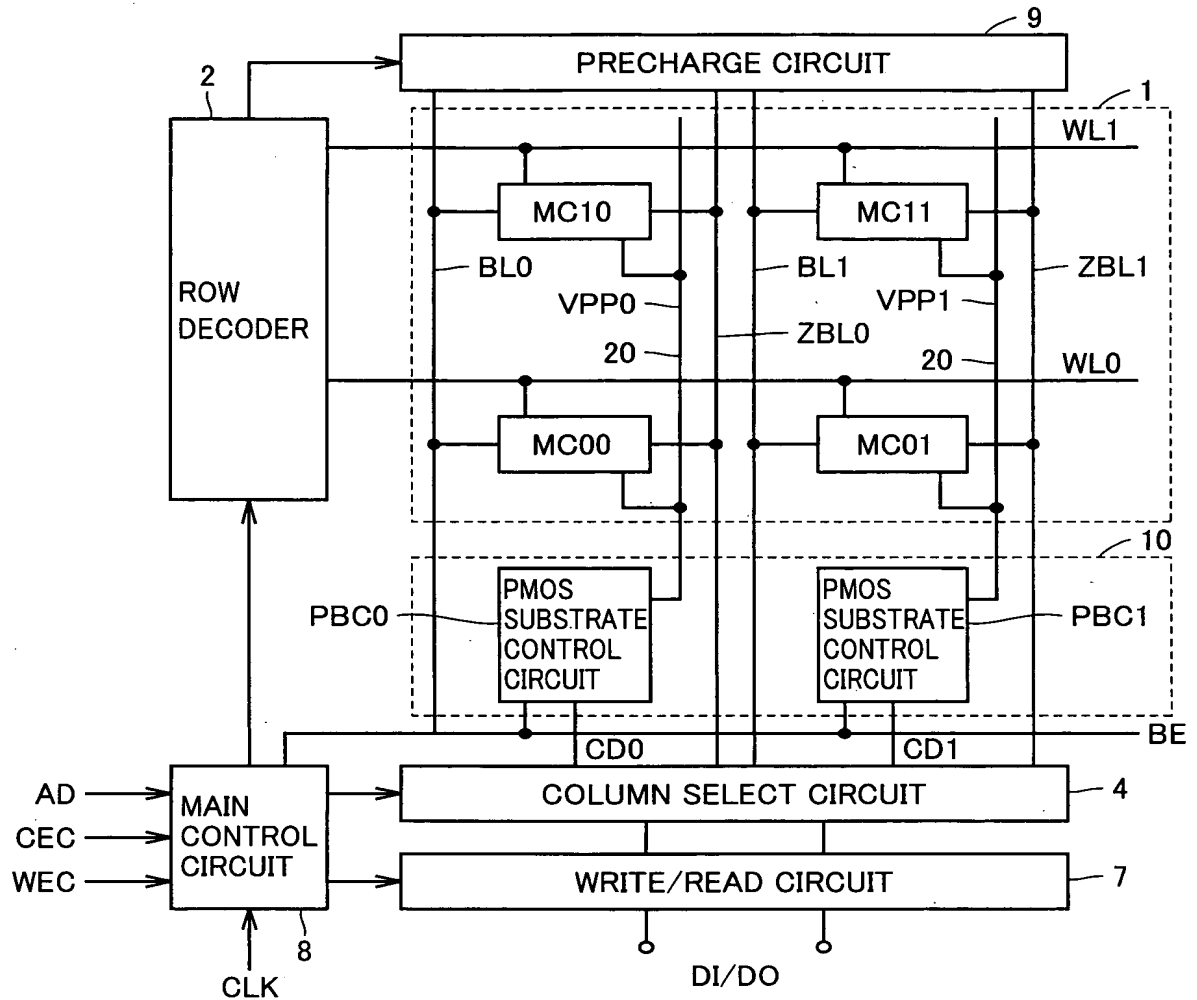 9
PRECHARGE CIRCUIT
2
1
WL1
MC10
MC11
BL0
BL1
ZBL1
ROW
DECODER
VPP0
VPP1
ZBL0
20
20
WL0
MC00
MC01
10
PBC0
PMOS
SUBSTRATE
CONTROL
CIRCUIT
PMOS
SUBSTRATE
CONTROL
CIRCUIT
PBC1
BE
CD0
CD1
AD
CEC
WEC
MAIN
CONTROL
CIRCUIT
COLUMN SELECT CIRCUIT
4
WRITE/READ CIRCUIT
7
8
CLK
DI/DO